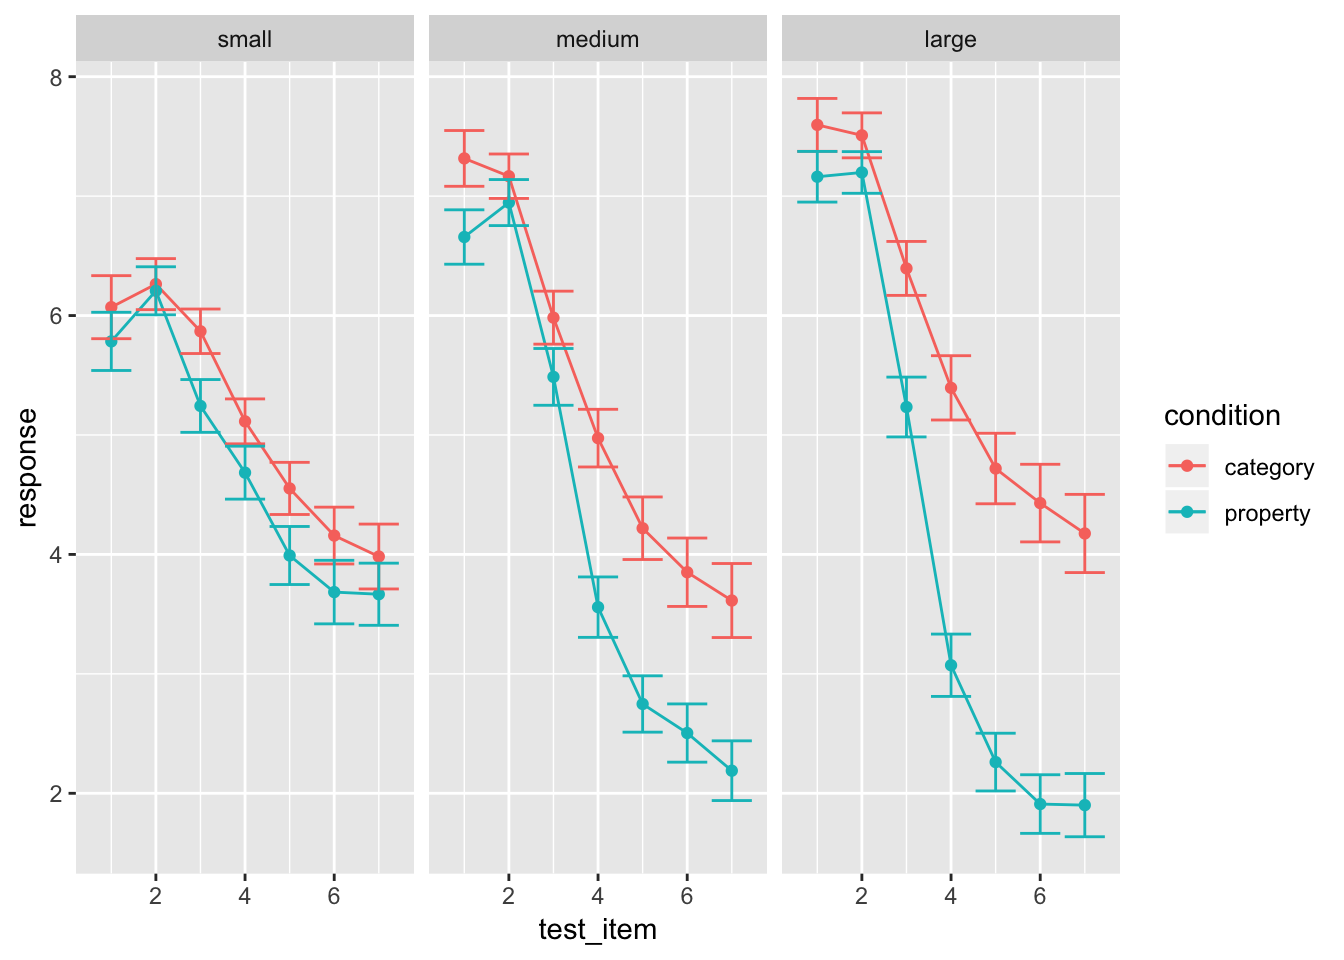 small medium large
8
6
4
2
response
2 4 6 2 4 6 2 4 6
test_item
condition
category
property